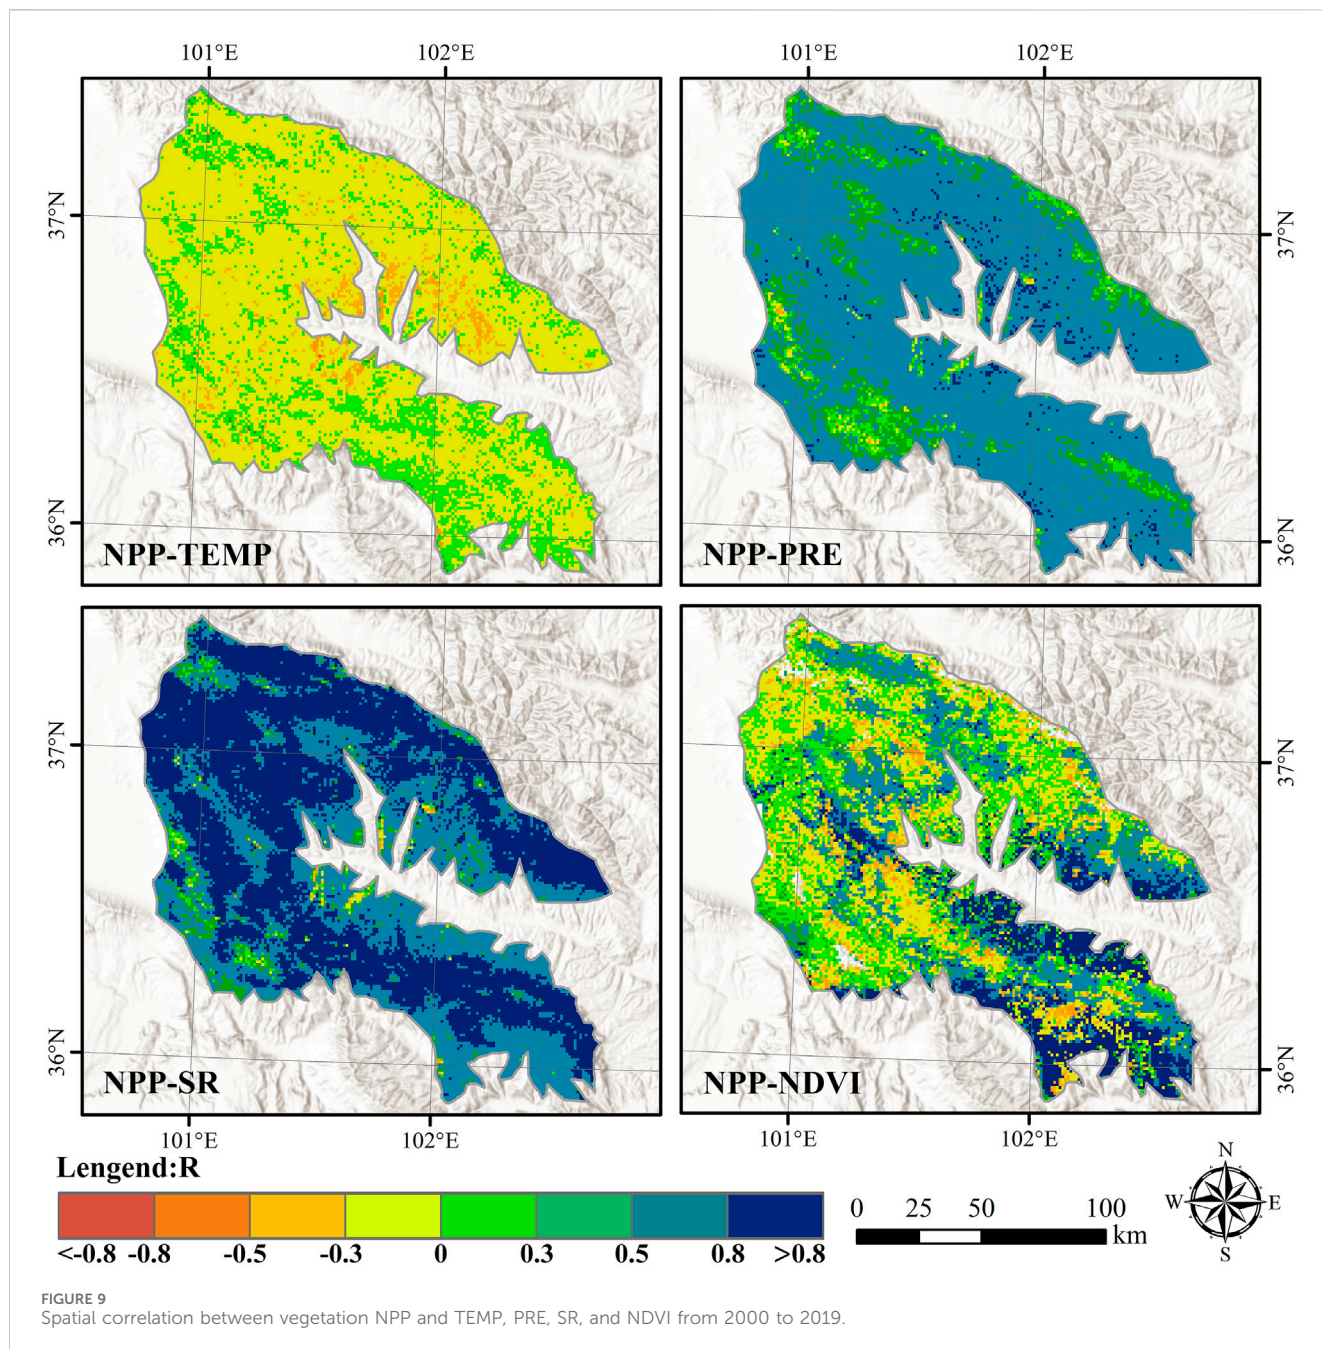 101°E 102°E 101°E 102°E
37°N 37°N
36°N 36°N
NPP-TEMP NPP-PRE
37°N 37°N
36°N 36°N
NPP-SR NPP-NDVI
101°E 102°E 101°E 102°E
Lengend:R
<-0.8 -0.8 -0.5 -0.3 0 0.3 0.5 0.8 >0.8
0 25 50 100
km
N
W E
S
FIGURE 9
Spatial correlation between vegetation NPP and TEMP, PRE, SR, and NDVI from 2000 to 2019.